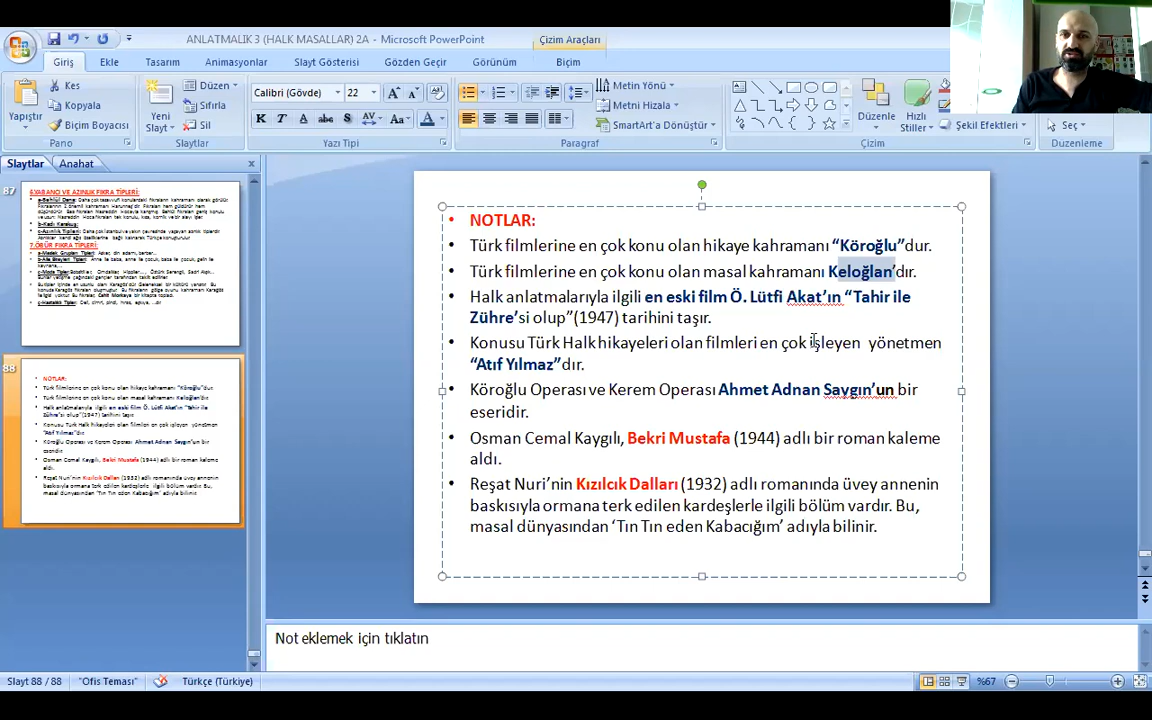 ANLATMALIK 3 (HALK MASALLAR) 2A - Microsoft PowerPoint
Çizim Araçları
Giriş
Ekle
Tasarım
Animasyonlar
Slayt Gösterisi
Gözden Geçir
Görünüm
Biçim
Yapıştır
Kes
Kopyala
Biçim Boyacısı
Pano
Yeni
Slayt
Düzen
Sıfırla
Sil
Slaytlar
Calibri (Gövde)
22
Yazı Tipi
Metin Yönü
Metni Hizala
SmartArt'a Dönüştür
Paragraf
Düzenle
Hızlı
Stiller
Şekil Efektleri
Çizim
Seç
Düzenleme
Slaytlar
Anahat
87
88
• NOTLAR:
• Türk filmlerine en çok konu olan hikaye kahramanı “Köroğlu”dur.
• Türk filmlerine en çok konu olan masal kahramanı Keloğlan’dır.
• Halk anlatmalarıyla ilgili en eski film Ö. Lütfi Akat’ın “Tahir ile
Zühre’si olup”(1947) tarihini taşır.
• Konusu Türk Halk hikayeleri olan filmleri en çok işleyen yönetmen
“Atıf Yılmaz”dır.
• Köroğlu Operası ve Kerem Operası Ahmet Adnan Saygın’un bir
eseridir.
• Osman Cemal Kaygılı, Bekri Mustafa (1944) adlı bir roman kaleme
aldı.
• Reşat Nuri’nin Kızılcık Dalları (1932) adlı romanında üvey annenin
baskısıyla ormana terk edilen kardeşlerle ilgili bölüm vardır. Bu,
masal dünyasından ‘Tın Tın eden Kabacığım’ adıyla bilinir.
Not eklemek için tıklatın
Slayt 88 / 88
"Ofis Teması"
Türkçe (Türkiye)
%67